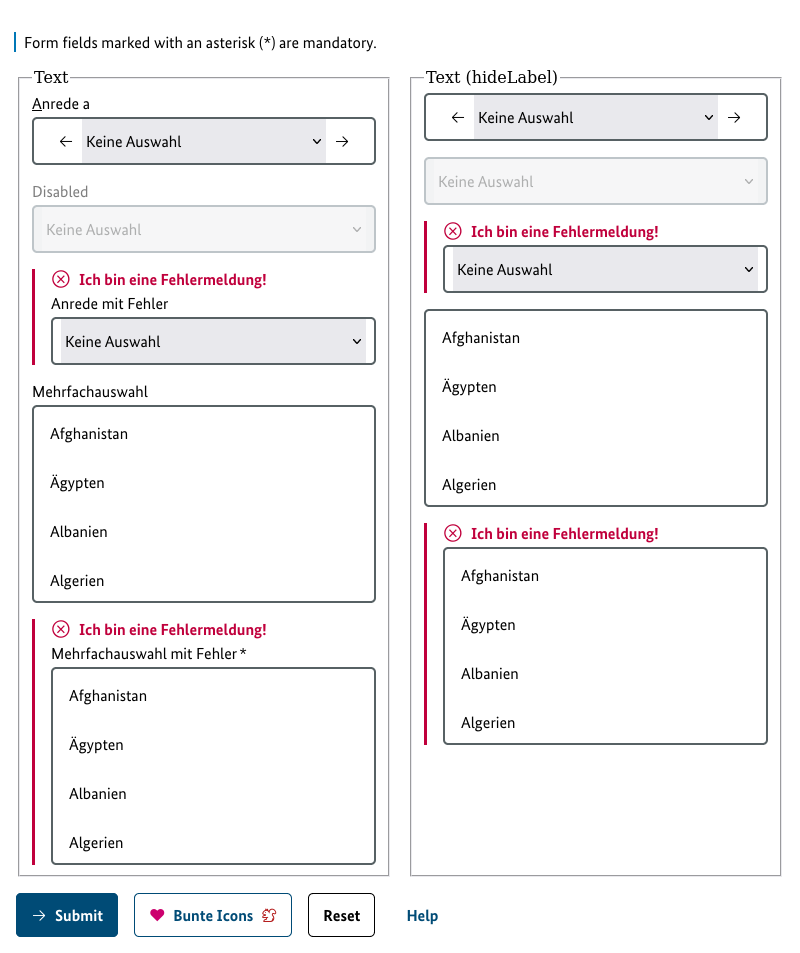 Form fields marked with an asterisk (*) are mandatory.
Text
Anrede a
Keine Auswahl
Disabled
Keine Auswahl
Ich bin eine Fehlermeldung!
Anrede mit Fehler
Keine Auswahl
Mehrfachauswahl
Afghanistan
Ägypten
Albanien
Algerien
Ich bin eine Fehlermeldung!
Mehrfachauswahl mit Fehler *
Afghanistan
Ägypten
Albanien
Algerien
Text (hideLabel)
Keine Auswahl
Keine Auswahl
Ich bin eine Fehlermeldung!
Keine Auswahl
Afghanistan
Ägypten
Albanien
Algerien
Ich bin eine Fehlermeldung!
Afghanistan
Ägypten
Albanien
Algerien
Submit
Bunte Icons
Reset
Help